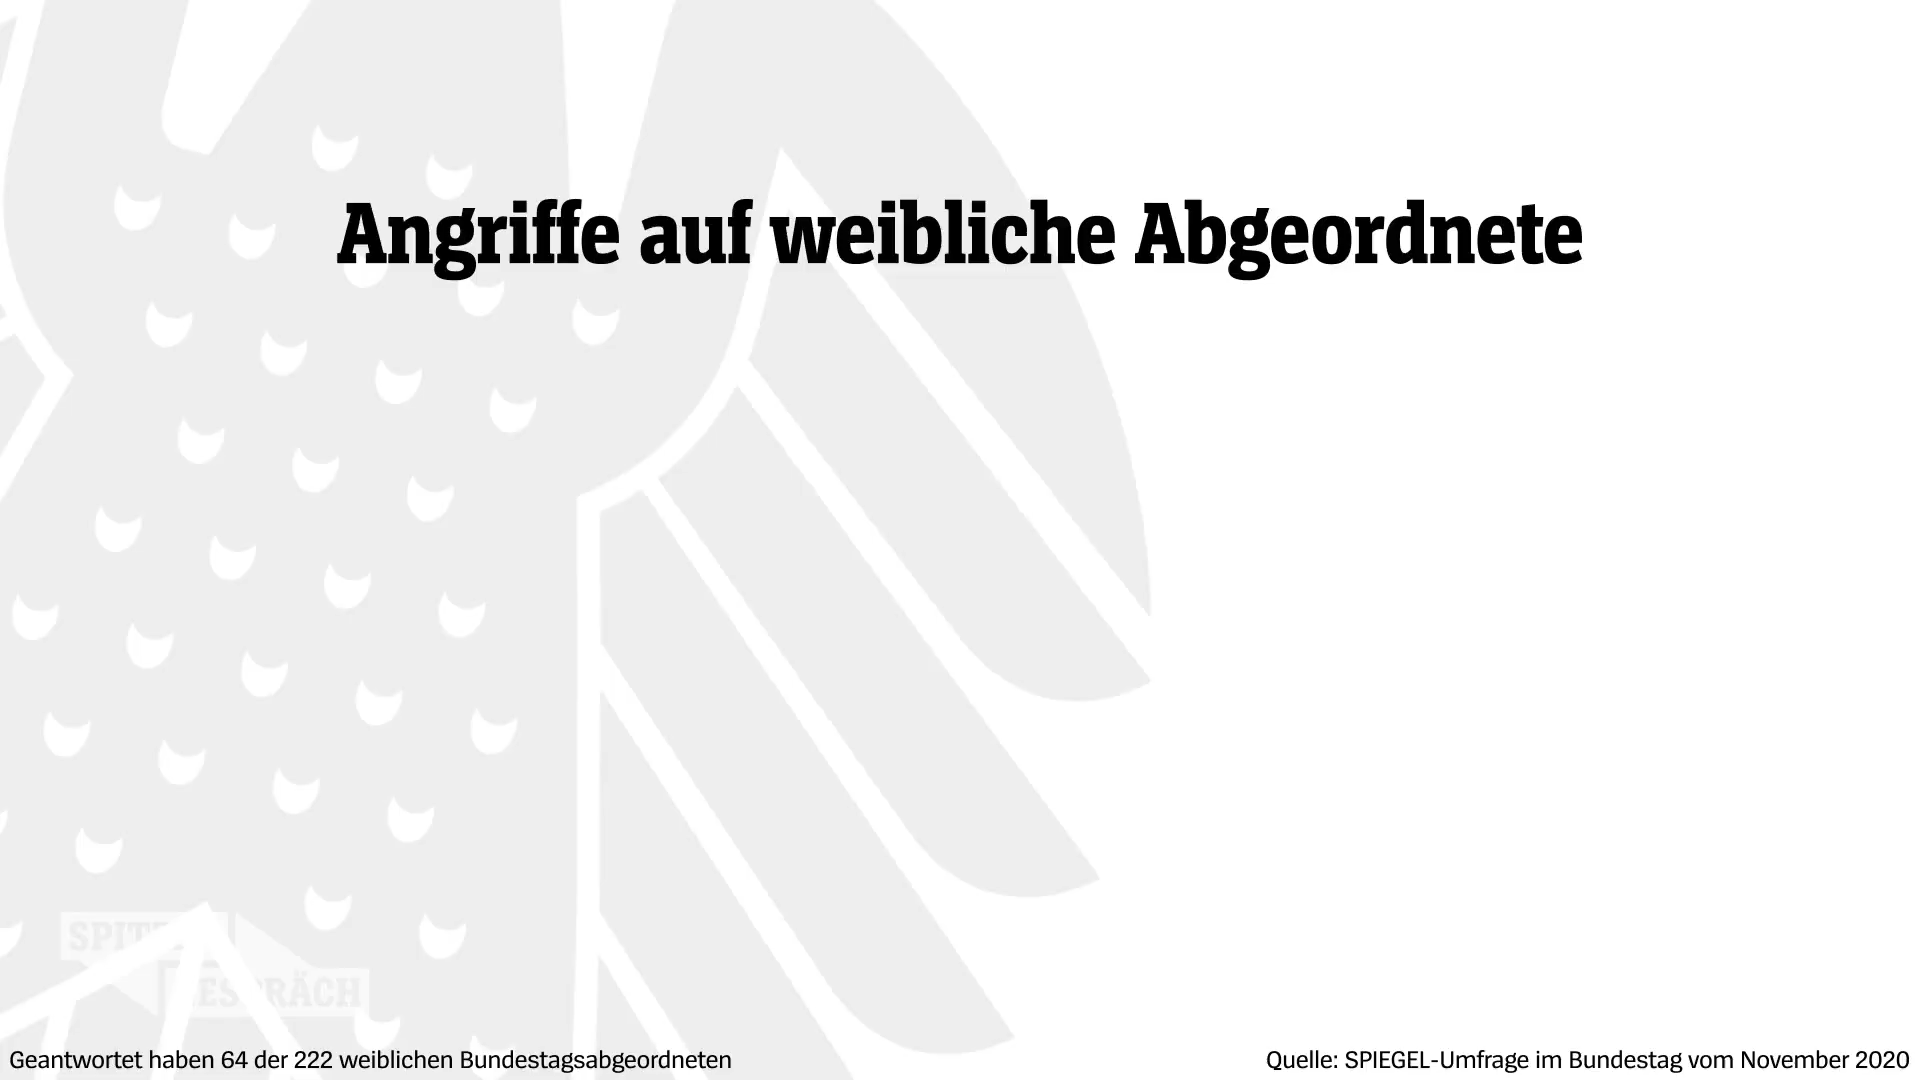 Angriffe auf weibliche Abgeordnete
GESPRÄCH
Geantwortet haben 64 der 222 weiblichen Bundestagsabgeordneten
Quelle: SPIEGEL-Umfrage im Bundestag vom November 2020